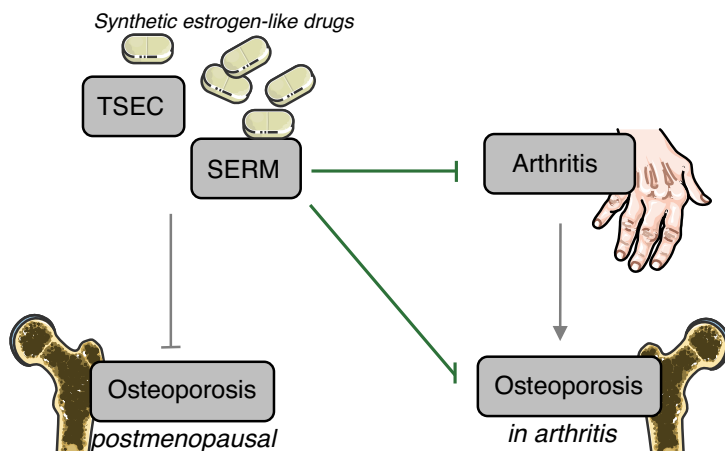 Synthetic estrogen-like drugs
TSEC
SERM
Arthritis
Osteoporosis
postmenopausal
Osteoporosis
in arthritis